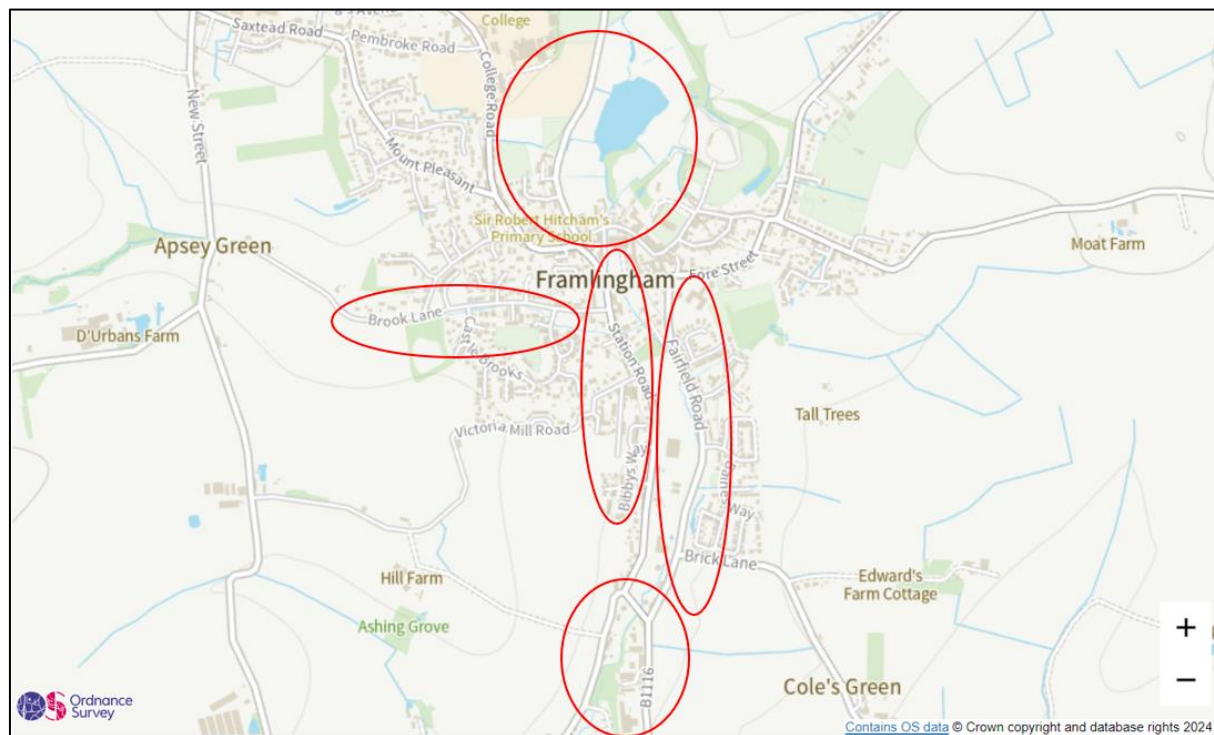 College
Saxtead Road
Pembroke Road
College Road
New Street
Mount Pleasant
Sir Robert Hitcham's
Primary School
Apsey Green
Moat Farm
Framlingham
Fore Street
Brook Lane
D'Urbans Farm
Castle Brooks
Station Road
Fairfield Road
Tall Trees
Victoria Mill Road
Bibbys Way
Way
Brick Lane
Hill Farm
Edward's
Farm Cottage
Ashing Grove
B1116
Cole's Green
+
−
OS
Ordnance
Survey
Contains OS data © Crown copyright and database rights 2024